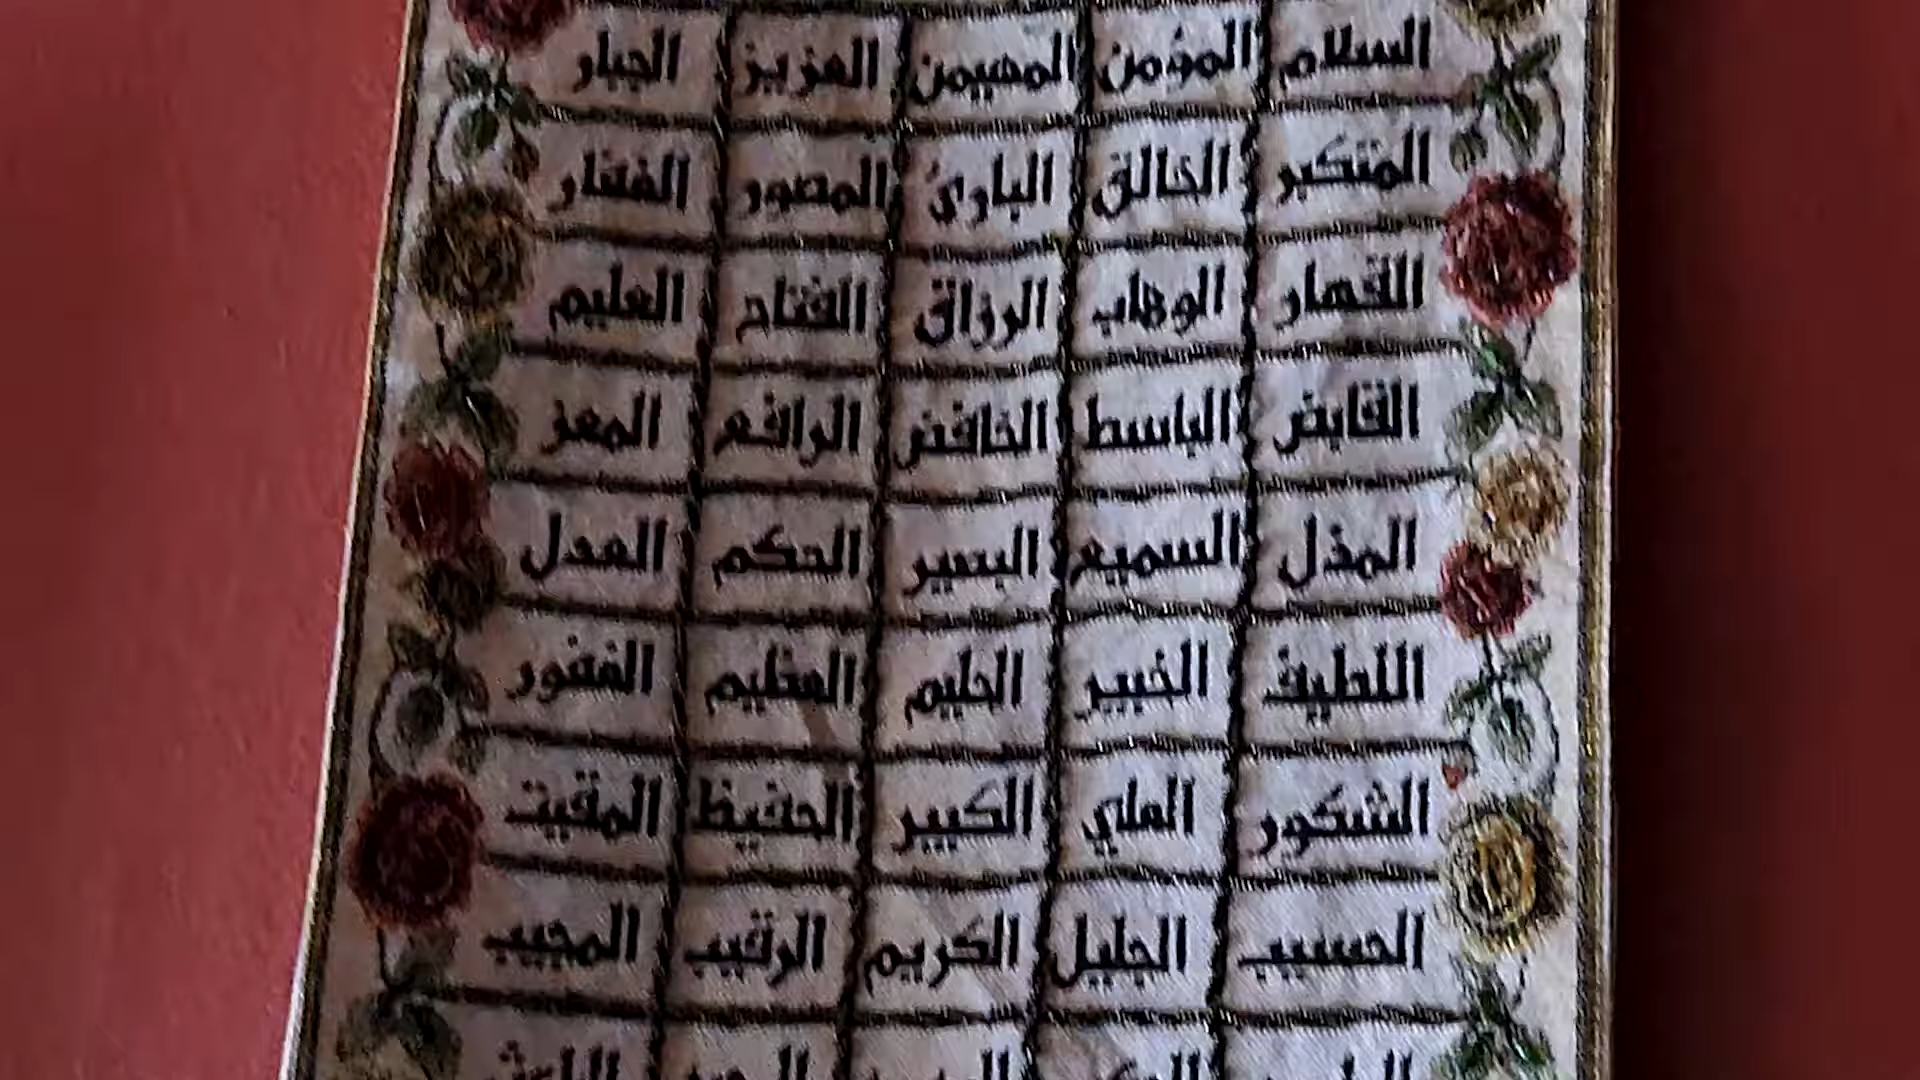 السلام المؤمن المهيمن العزيز الجبار
المتكبر الخالق البارئ المصور الغفار
القهار الوهاب الرزاق الفتاح العليم
القابض الباسط الخافض الرافع المعز
المذل السميع البصير الحكم العدل
اللطيف الخبير الحليم العظيم الغفور
الشكور العلي الكبير الحفيظ المقيت
الحسيب الجليل الكريم الرقيب المجيب